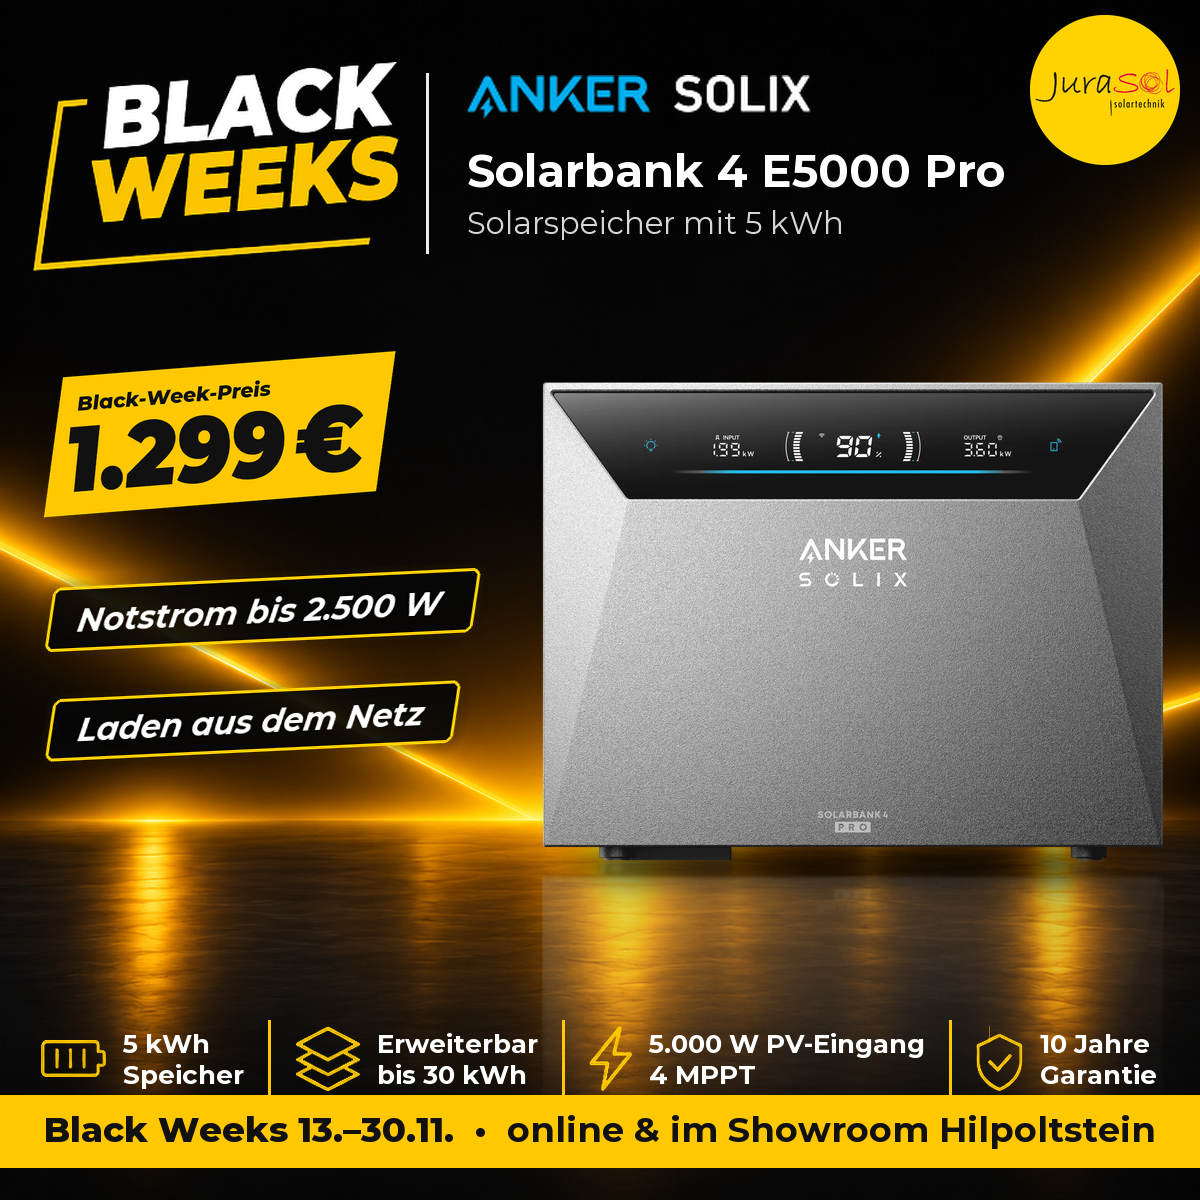 BLACK
WEEKS
ANKER SOLIX
Solarbank 4 E5000 Pro
Solarspeicher mit 5 kWh
JuraSol
solartechnik
Black-Week-Preis
1.299 €
Notstrom bis 2.500 W
Laden aus dem Netz
INPUT
1.99 kW
90 %
OUTPUT
3.60 kW
ANKER
SOLIX
SOLARBANK 4
PRO
5 kWh
Speicher
Erweiterbar
bis 30 kWh
5.000 W PV-Eingang
4 MPPT
10 Jahre
Garantie
Black Weeks 13.–30.11. • online & im Showroom Hilpoltstein